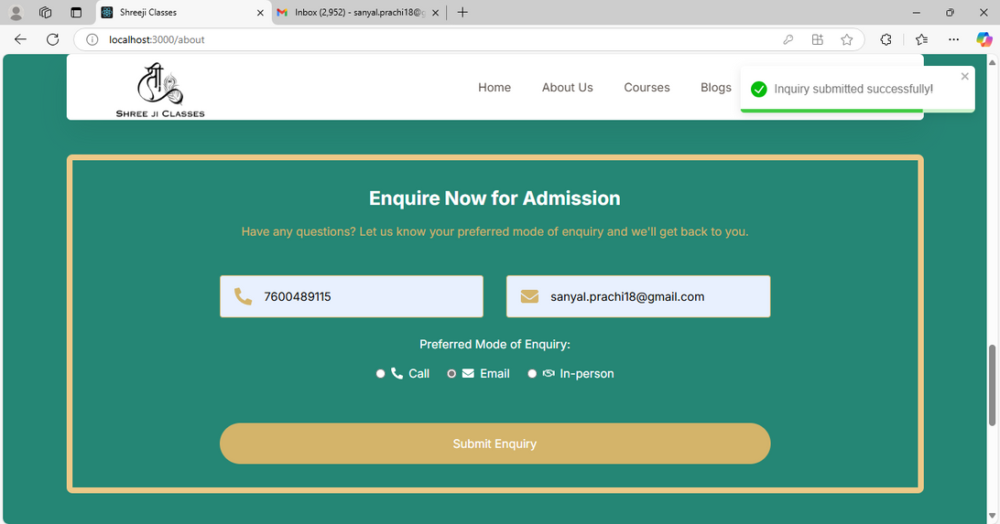 Shreeji Classes
Inbox (2,952) - sanyal.prachi18@g
localhost:3000/about
श्री
SHREE JI CLASSES
Home
About Us
Courses
Blogs
Inquiry submitted successfully!
Enquire Now for Admission
Have any questions? Let us know your preferred mode of enquiry and we'll get back to you.
7600489115
sanyal.prachi18@gmail.com
Preferred Mode of Enquiry:
Call
Email
In-person
Submit Enquiry